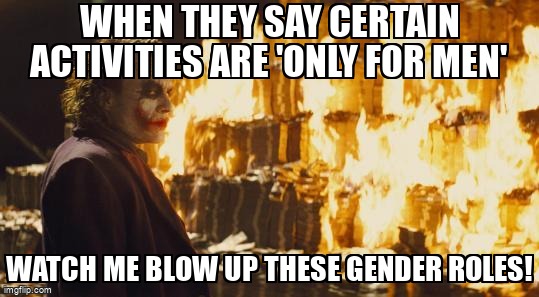 WHEN THEY SAY CERTAIN
ACTIVITIES ARE 'ONLY FOR MEN'
WATCH ME BLOW UP THESE GENDER ROLES!
imgflip.com